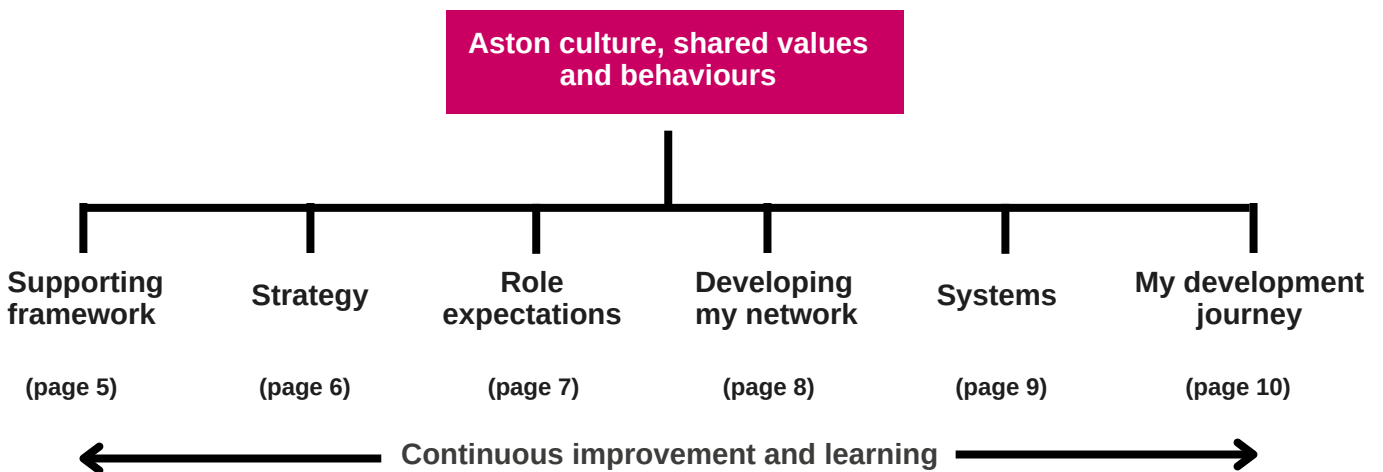 Aston culture, shared values
and behaviours
Supporting
framework
Strategy
Role
expectations
Developing
my network
Systems
My development
journey
(page 5)
(page 6)
(page 7)
(page 8)
(page 9)
(page 10)
Continuous improvement and learning